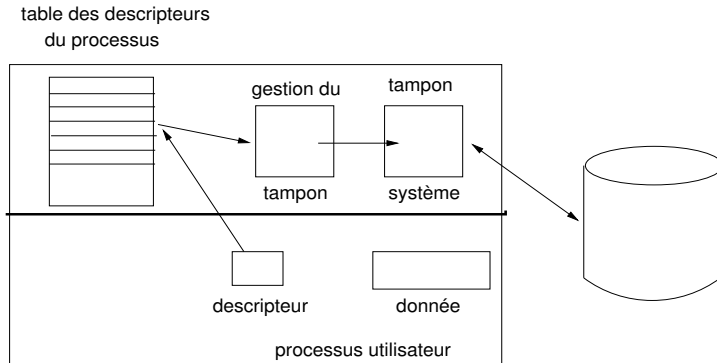 table des descripteurs
du processus
gestion du
tampon
tampon
système
descripteur
donnée
processus utilisateur